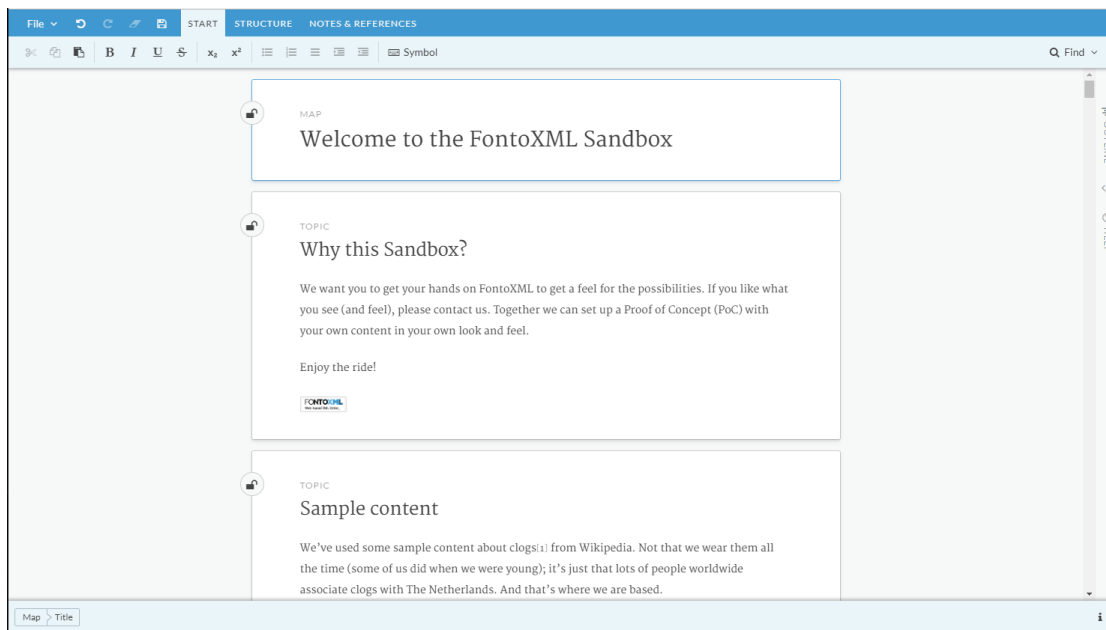 File
START
STRUCTURE
NOTES & REFERENCES
B I U S x₂ x² Symbol
Find
MAP
Welcome to the FontoXML Sandbox
TOPIC
Why this Sandbox?
We want you to get your hands on FontoXML to get a feel for the possibilities. If you like what
you see (and feel), please contact us. Together we can set up a Proof of Concept (PoC) with
your own content in your own look and feel.
Enjoy the ride!
FONTOXML
TOPIC
Sample content
We’ve used some sample content about clogs[1] from Wikipedia. Not that we wear them all
the time (some of us did when we were young); it’s just that lots of people worldwide
associate clogs with The Netherlands. And that’s where we are based.
Map
Title
i